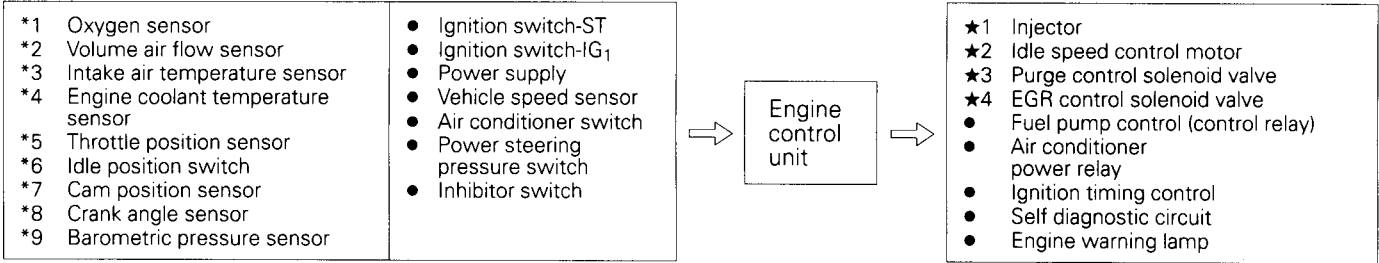 *1 Oxygen sensor
*2 Volume air flow sensor
*3 Intake air temperature sensor
*4 Engine coolant temperature
sensor
*5 Throttle position sensor
*6 Idle position switch
*7 Cam position sensor
*8 Crank angle sensor
*9 Barometric pressure sensor
● Ignition switch-ST
● Ignition switch-IG₁
● Power supply
● Vehicle speed sensor
● Air conditioner switch
● Power steering
pressure switch
● Inhibitor switch
Engine
control
unit
★1 Injector
★2 Idle speed control motor
★3 Purge control solenoid valve
★4 EGR control solenoid valve
● Fuel pump control (control relay)
● Air conditioner
power relay
● Ignition timing control
● Self diagnostic circuit
● Engine warning lamp